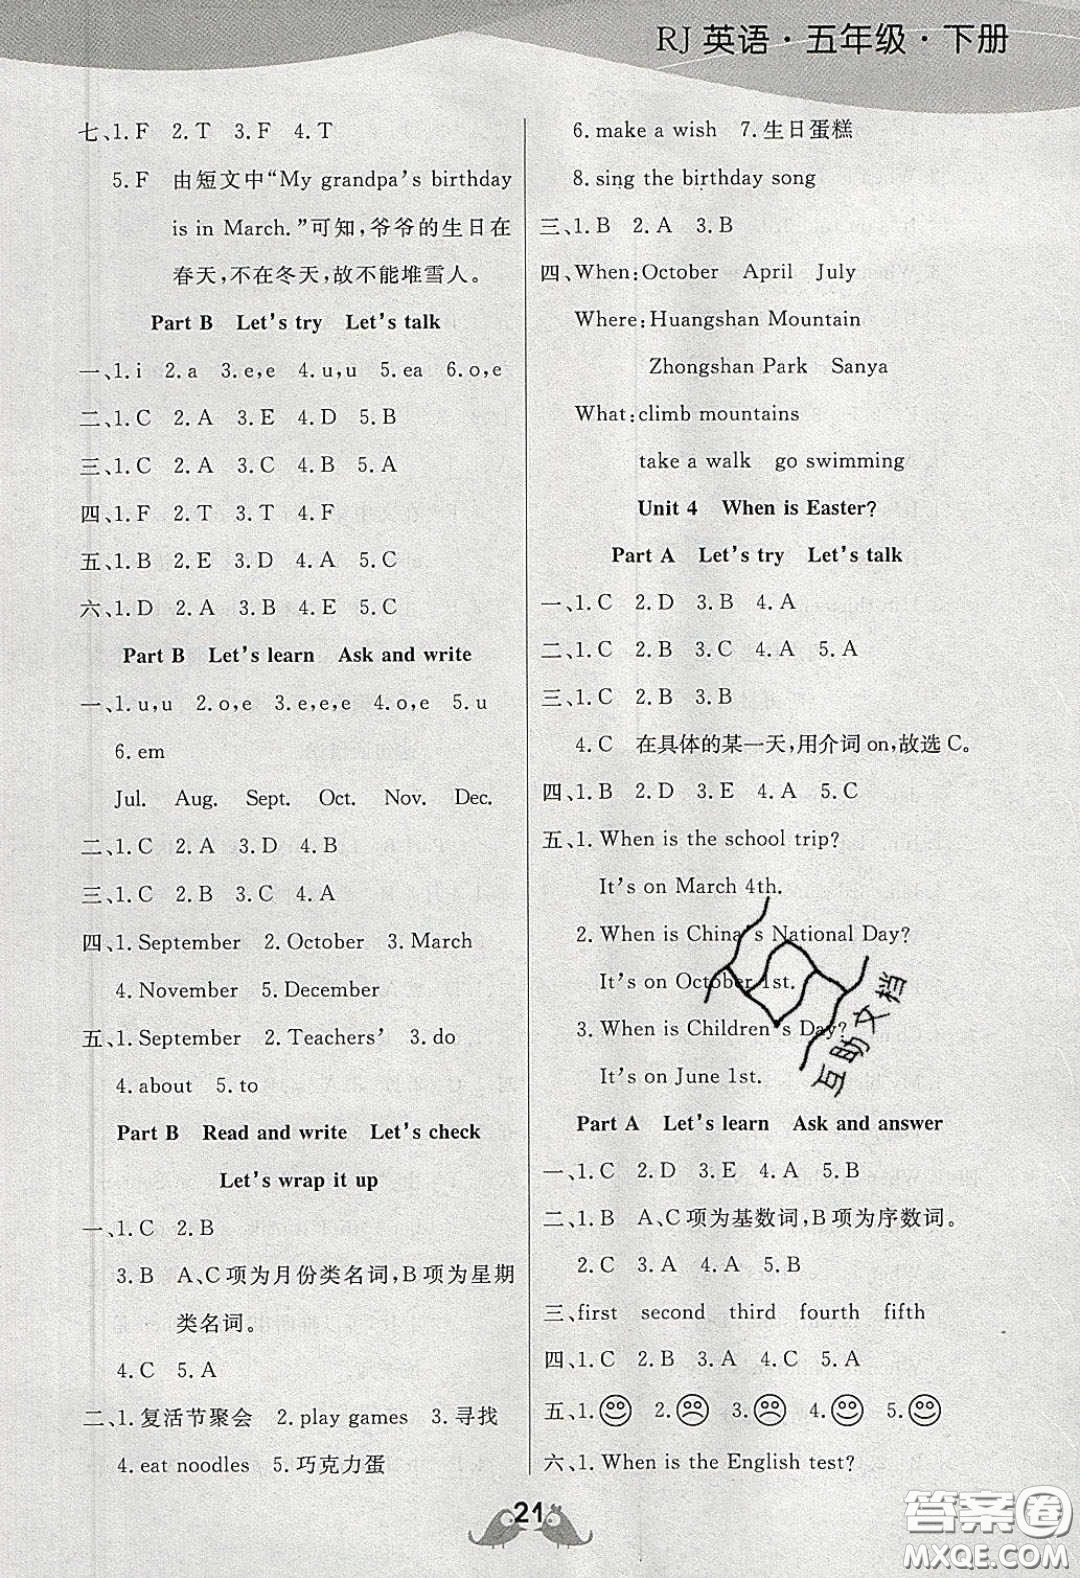 RJ 英语·五年级·下册
七、1. F 2. T 3. F 4. T
5. F 由短文中“My grandpa’s birthday
is in March.”可知,爷爷的生日在
春天,不在冬天,故不能堆雪人。
Part B Let’s try Let’s talk
一、1. i 2. a 3. e,e 4. u,u 5. ea 6. o,e
二、1. C 2. A 3. E 4. D 5. B
三、1. C 2. A 3. C 4. B 5. A
四、1. F 2. T 3. T 4. F
五、1. B 2. E 3. D 4. A 5. C
六、1. D 2. A 3. B 4. E 5. C
Part B Let’s learn Ask and write
一、1. u,u 2. o,e 3. e,e,e 4. o,e 5. u
6. em
Jul. Aug. Sept. Oct. Nov. Dec.
二、1. C 2. A 3. D 4. B
三、1. C 2. B 3. C 4. A
四、1. September 2. October 3. March
4. November 5. December
五、1. September 2. Teachers’ 3. do
4. about 5. to
Part B Read and write Let’s check
Let’s wrap it up
一、1. C 2. B
3. B A、C 项为月份类名词,B 项为星期
类名词。
4. C 5. A
二、1. 复活节聚会 2. play games 3. 寻找
4. eat noodles 5. 巧克力蛋
6. make a wish 7. 生日蛋糕
8. sing the birthday song
三、1. B 2. A 3. B
四、When: October April July
Where: Huangshan Mountain
Zhongshan Park Sanya
What: climb mountains
take a walk go swimming
Unit 4 When is Easter?
Part A Let’s try Let’s talk
一、1. C 2. D 3. B 4. A
二、1. C 2. B 3. C 4. A 5. A
三、1. C 2. B 3. B
4. C 在具体的某一天,用介词 on,故选 C。
四、1. B 2. D 3. E 4. A 5. C
五、1. When is the school trip?
It’s on March 4th.
2. When is China’s National Day?
It’s on October 1st.
3. When is Children’s Day?
It’s on June 1st.
Part A Let’s learn Ask and answer
一、1. C 2. D 3. E 4. A 5. B
二、1. B A、C 项为基数词,B 项为序数词。
2. C 3. A 4. A 5. B
三、first second third fourth fifth
四、1. C 2. B 3. A 4. C 5. A
五、1. 2. 3. 4. 5.
六、1. When is the English test?
21
互助文档
答案圈
MXQE.COM